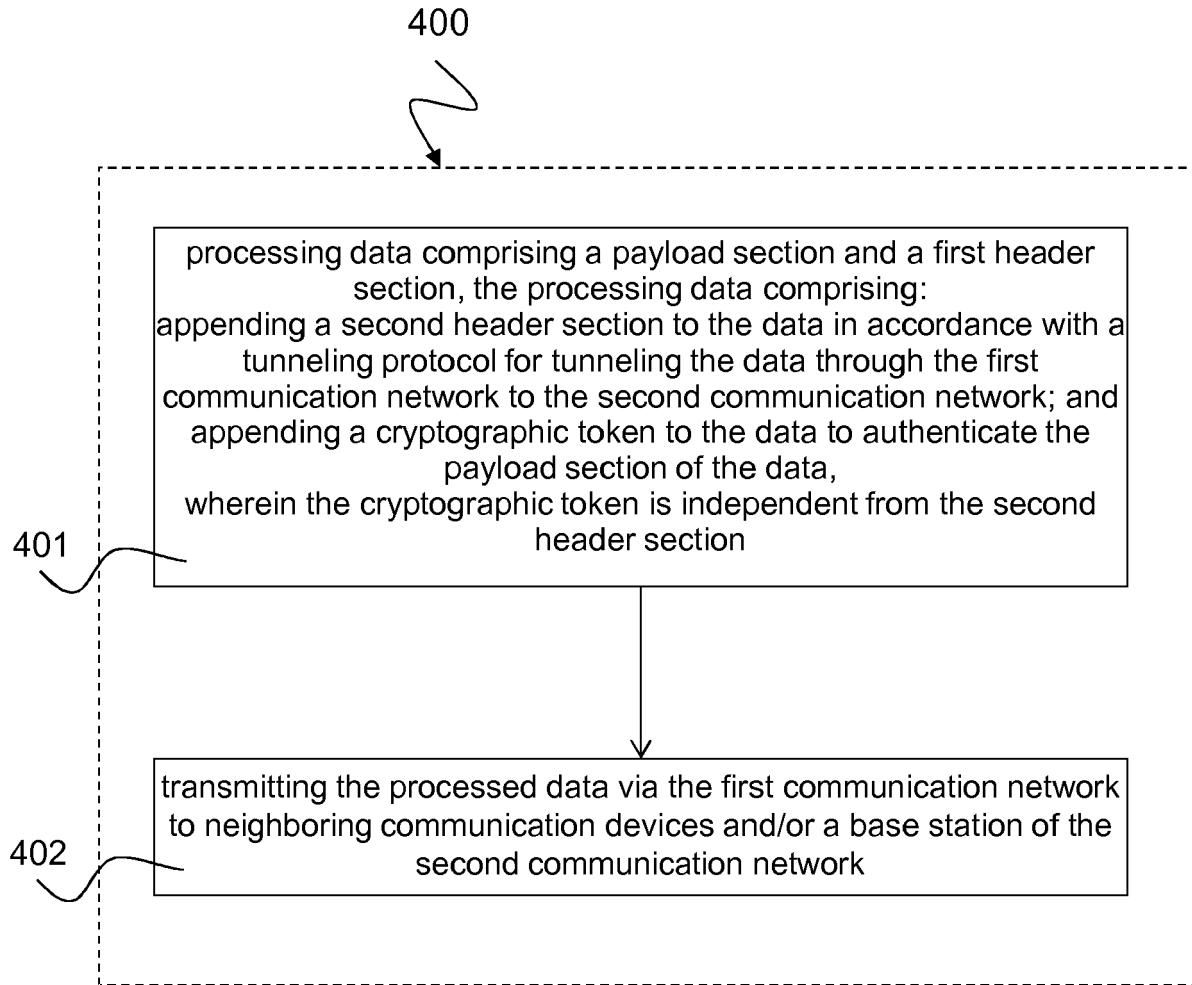 400
processing data comprising a payload section and a first header
section, the processing data comprising:
appending a second header section to the data in accordance with a
tunneling protocol for tunneling the data through the first
communication network to the second communication network; and
appending a cryptographic token to the data to authenticate the
payload section of the data,
wherein the cryptographic token is independent from the second
header section
401
transmitting the processed data via the first communication network
to neighboring communication devices and/or a base station of the
second communication network
402